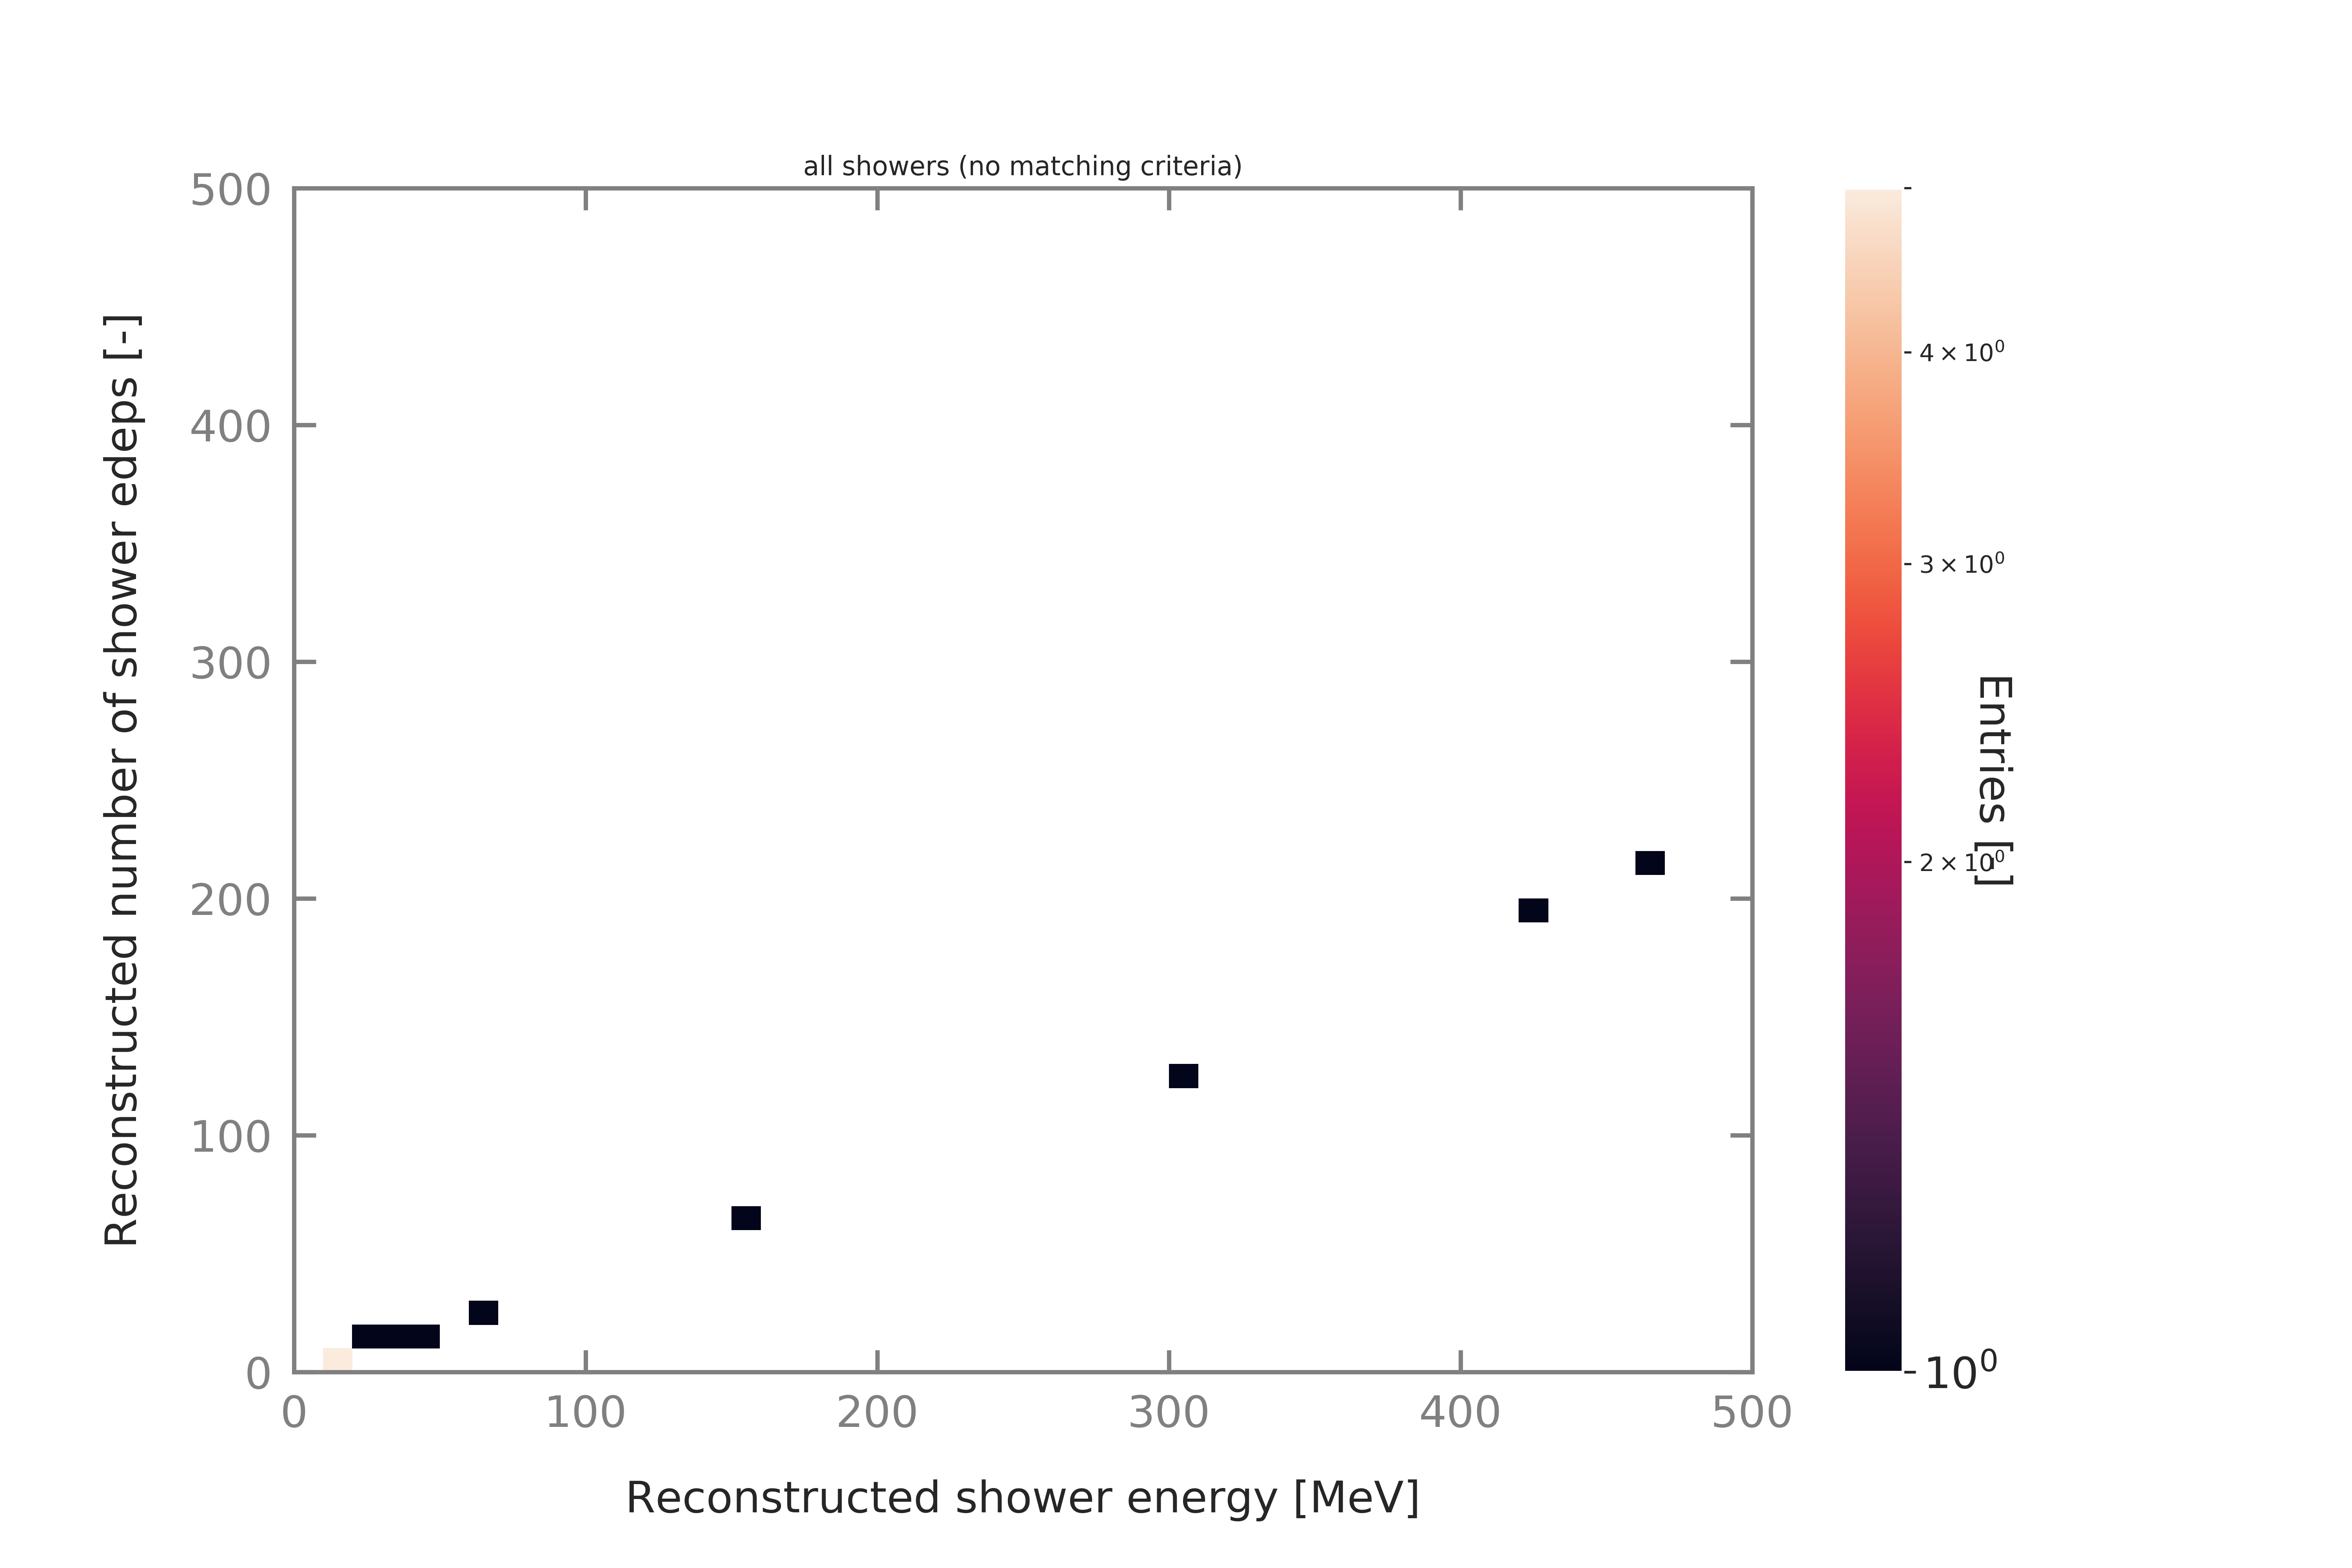 all showers (no matching criteria)
500
400
300
200
100
0
0 100 200 300 400 500
Reconstructed shower energy [MeV]
Reconstructed number of shower edeps [-]
4 × 10⁰
3 × 10⁰
2 × 10⁰
10⁰
Entries [-]